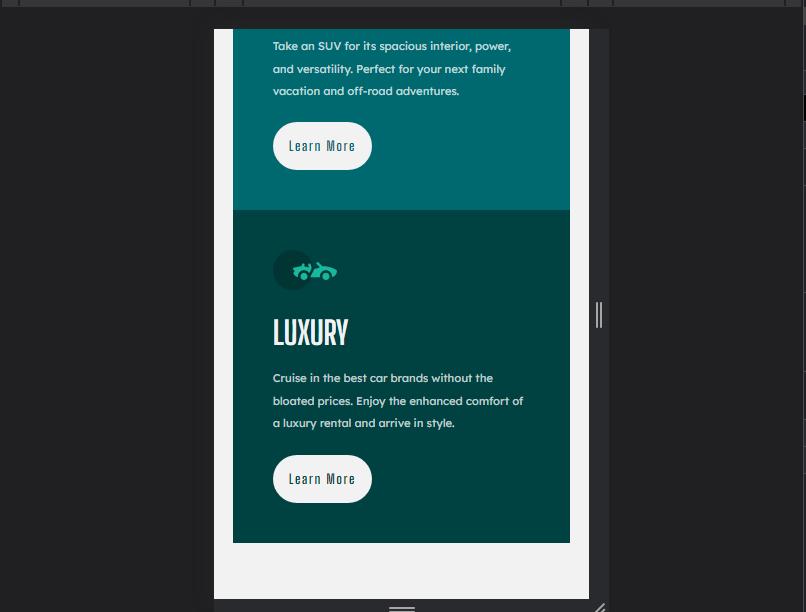 Take an SUV for its spacious interior, power,
and versatility. Perfect for your next family
vacation and off-road adventures.
Learn More
LUXURY
Cruise in the best car brands without the
bloated prices. Enjoy the enhanced comfort of
a luxury rental and arrive in style.
Learn More